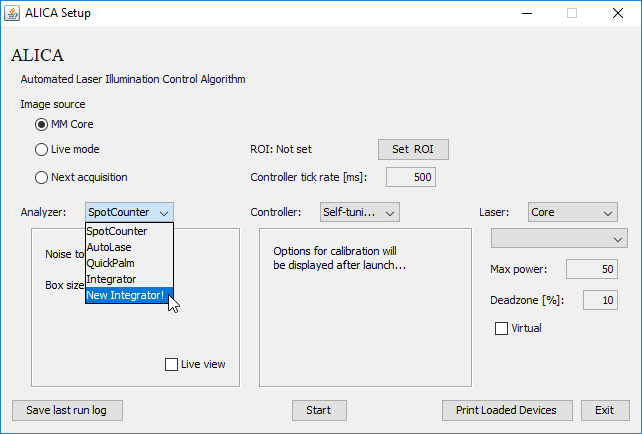 ALICA Setup
ALICA
Automated Laser Illumination Control Algorithm
Image source
MM Core
Live mode
ROI: Not set
Set ROI
Next acquisition
Controller tick rate [ms]:
500
Analyzer:
SpotCounter
Controller:
Self-tuni...
Laser:
Core
SpotCounter
AutoLase
QuickPalm
Integrator
New Integrator!
Noise to
Box size
Live view
Options for calibration will
be displayed after launch...
Max power:
50
Deadzone [%]:
10
Virtual
Save last run log
Start
Print Loaded Devices
Exit